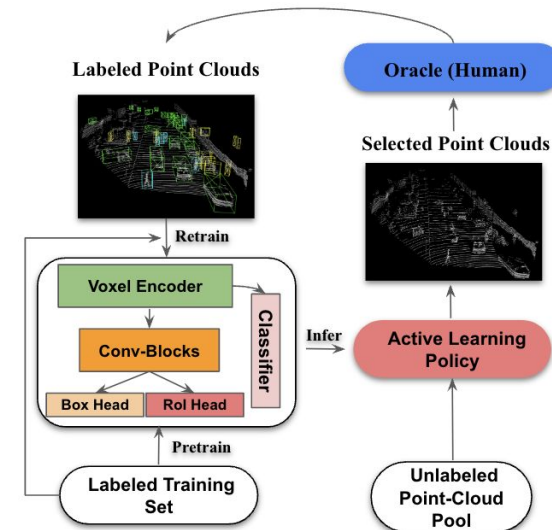 Labeled Point Clouds
Oracle (Human)
Selected Point Clouds
Retrain
Voxel Encoder
Classifier
Conv-Blocks
Box Head
RoI Head
Infer
Active Learning
Policy
Pretrain
Labeled Training
Set
Unlabeled
Point-Cloud
Pool